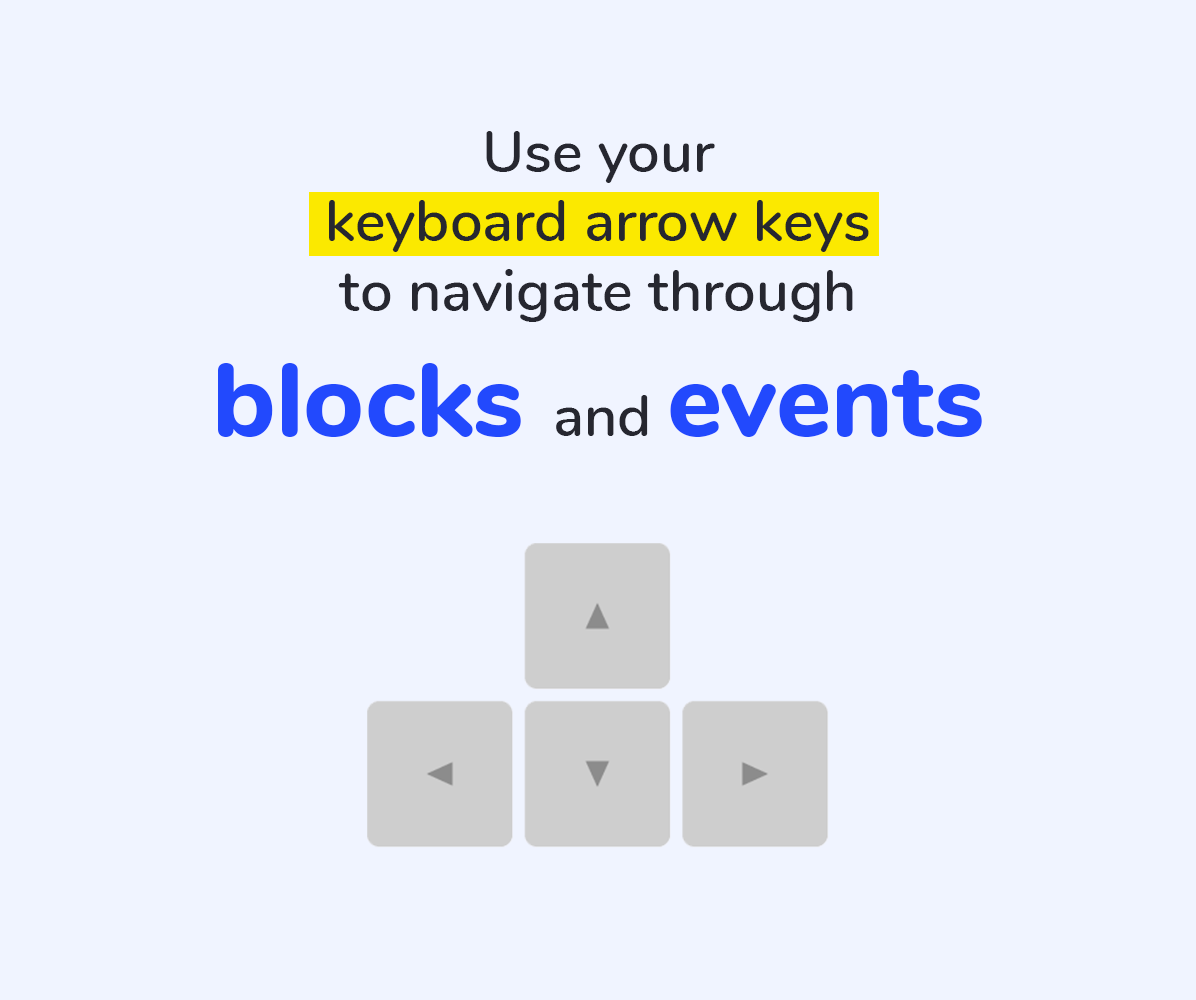 Use your
keyboard arrow keys
to navigate through
blocks and events